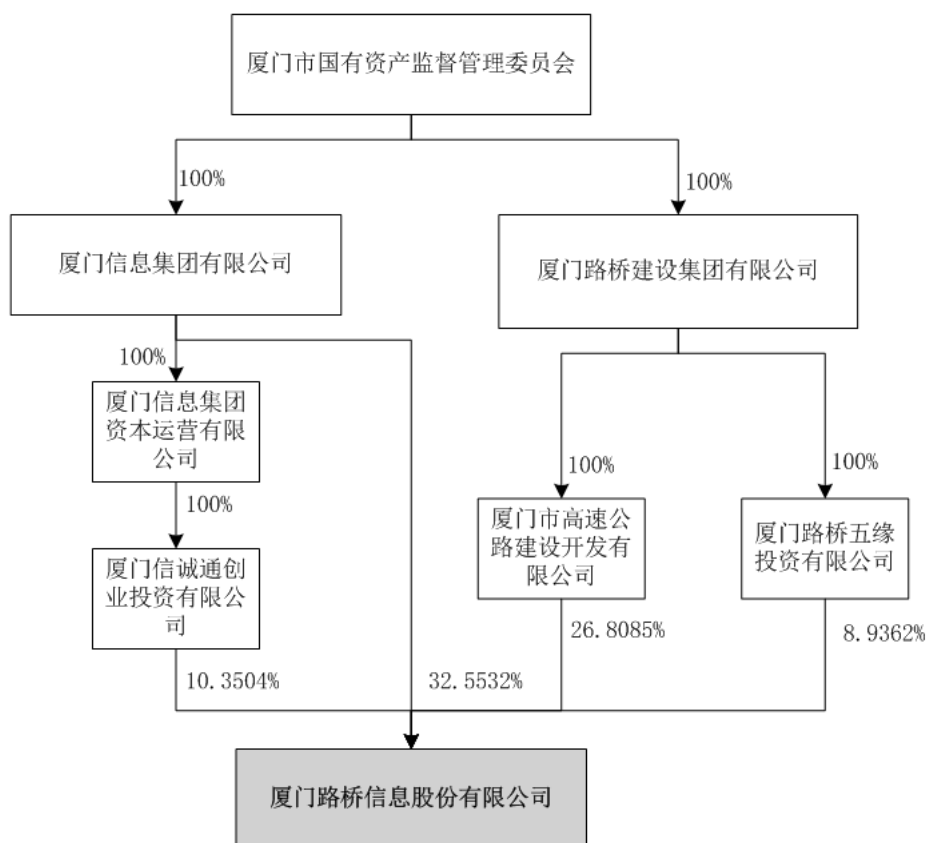 厦门市国有资产监督管理委员会
100%
100%
厦门信息集团有限公司
厦门路桥建设集团有限公司
100%
厦门信息集团
资本运营有限
公司
100%
100%
100%
厦门市高速公
路建设开发有
限公司
厦门路桥五缘
投资有限公司
厦门信诚通创
业投资有限公
司
26.8085%
8.9362%
10.3504%
32.5532%
厦门路桥信息股份有限公司